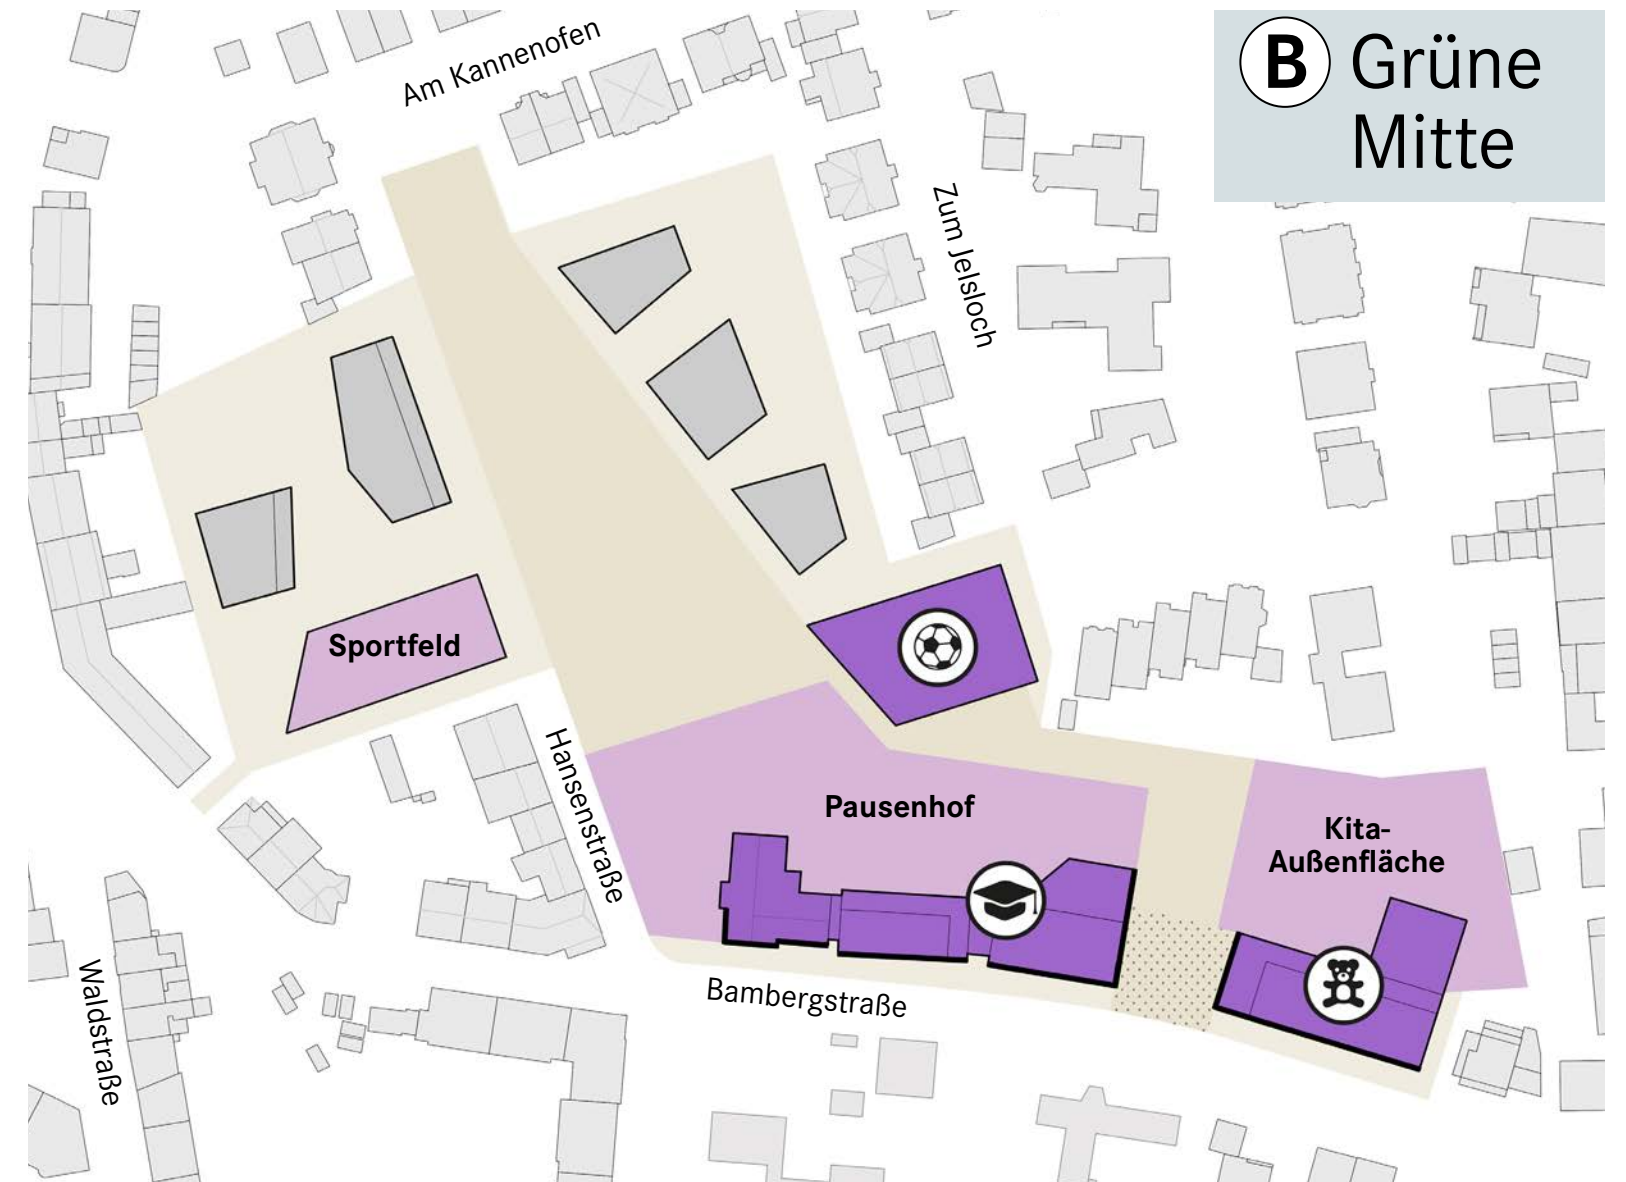 B Grüne
Mitte
Am Kannenofen
Zum Jelsloch
Sportfeld
Hansenstraße
Pausenhof
Kita-
Außenfläche
Bambergstraße
Waldstraße